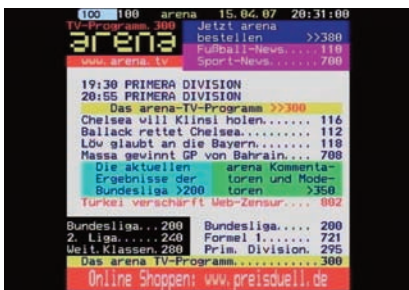 100 100 arena 15.04.07 20:31:00
TV-Programm. 300
arena
www.arena.tv
Jetzt arena
bestellen >>380
Fußball-News..... 110
Sport-News....... 700
19:30 PRIMERA DIVISION
20:55 PRIMERA DIVISION
Das arena-TV-Programm >>300
Chelsea will Klinsi holen.... 116
Ballack rettet Chelsea......... 112
Löw glaubt an die Bayern...... 118
Massa gewinnt GP von Bahrain.. 708
Die aktuellen
Ergebnisse der
Bundesliga >200
arena Kommenta-
toren und Mode-
toren >350
Türkei verschärft Web-Zensur.... 802
Bundesliga... 200
2. Liga...... 240
Weit.Klassen. 280
Bundesliga..... 200
Formel 1....... 721
Prim. Division. 295
Das arena TV-Programm......... 300
Online Shoppen: www.preisduell.de